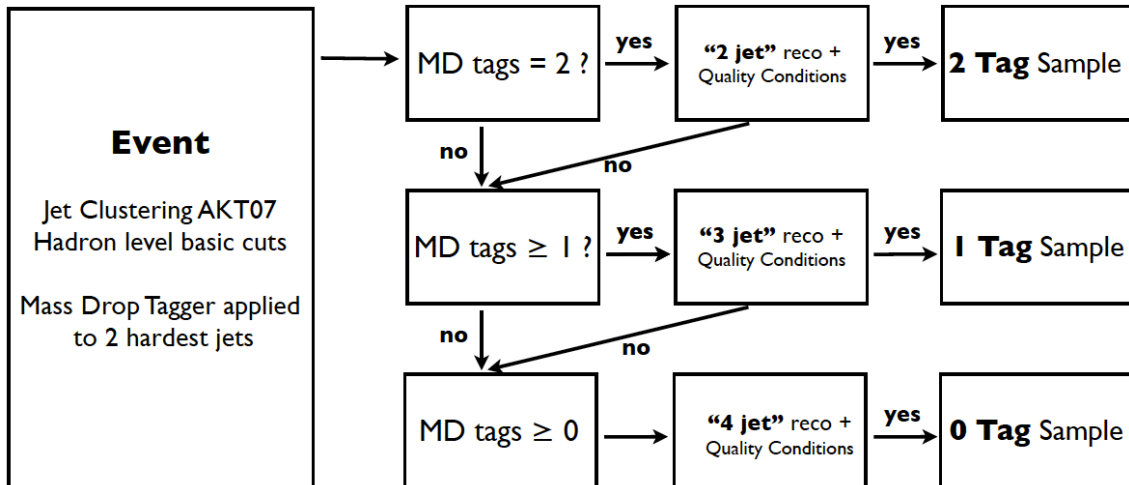 Event
Jet Clustering AKT07
Hadron level basic cuts
Mass Drop Tagger applied
to 2 hardest jets
MD tags = 2 ?
yes
“2 jet” reco +
Quality Conditions
yes
2 Tag Sample
no
no
MD tags ≥ 1 ?
yes
“3 jet” reco +
Quality Conditions
yes
1 Tag Sample
no
no
MD tags ≥ 0
“4 jet” reco +
Quality Conditions
yes
0 Tag Sample